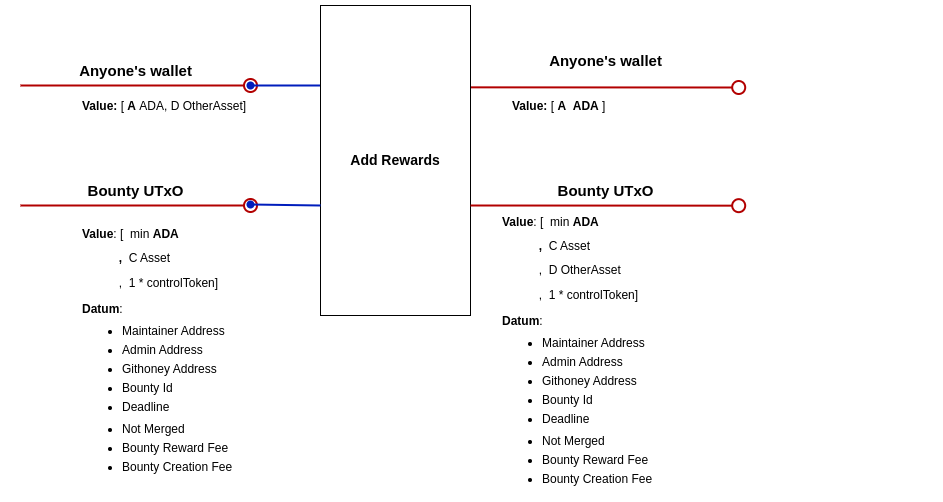 Anyone's wallet
Value: [ A ADA, D OtherAsset]
Bounty UTxO
Value: [ min ADA
, C Asset
, 1 * controlToken]
Datum:
• Maintainer Address
• Admin Address
• Githoney Address
• Bounty Id
• Deadline
• Not Merged
• Bounty Reward Fee
• Bounty Creation Fee
Add Rewards
Anyone's wallet
Value: [ A ADA ]
Bounty UTxO
Value: [ min ADA
, C Asset
, D OtherAsset
, 1 * controlToken]
Datum:
• Maintainer Address
• Admin Address
• Githoney Address
• Bounty Id
• Deadline
• Not Merged
• Bounty Reward Fee
• Bounty Creation Fee